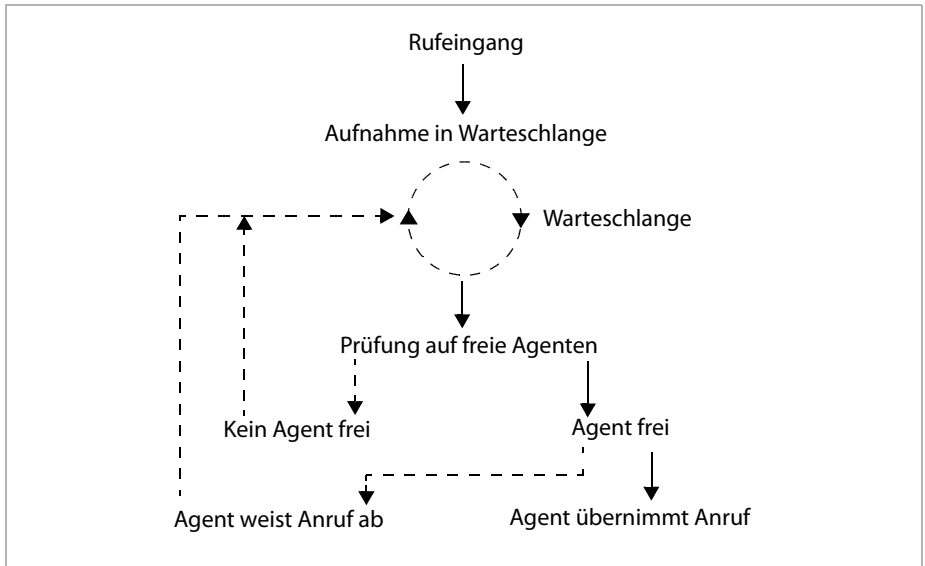 Rufeingang
Aufnahme in Warteschlange
Warteschlange
Prüfung auf freie Agenten
Kein Agent frei
Agent frei
Agent weist Anruf ab
Agent übernimmt Anruf